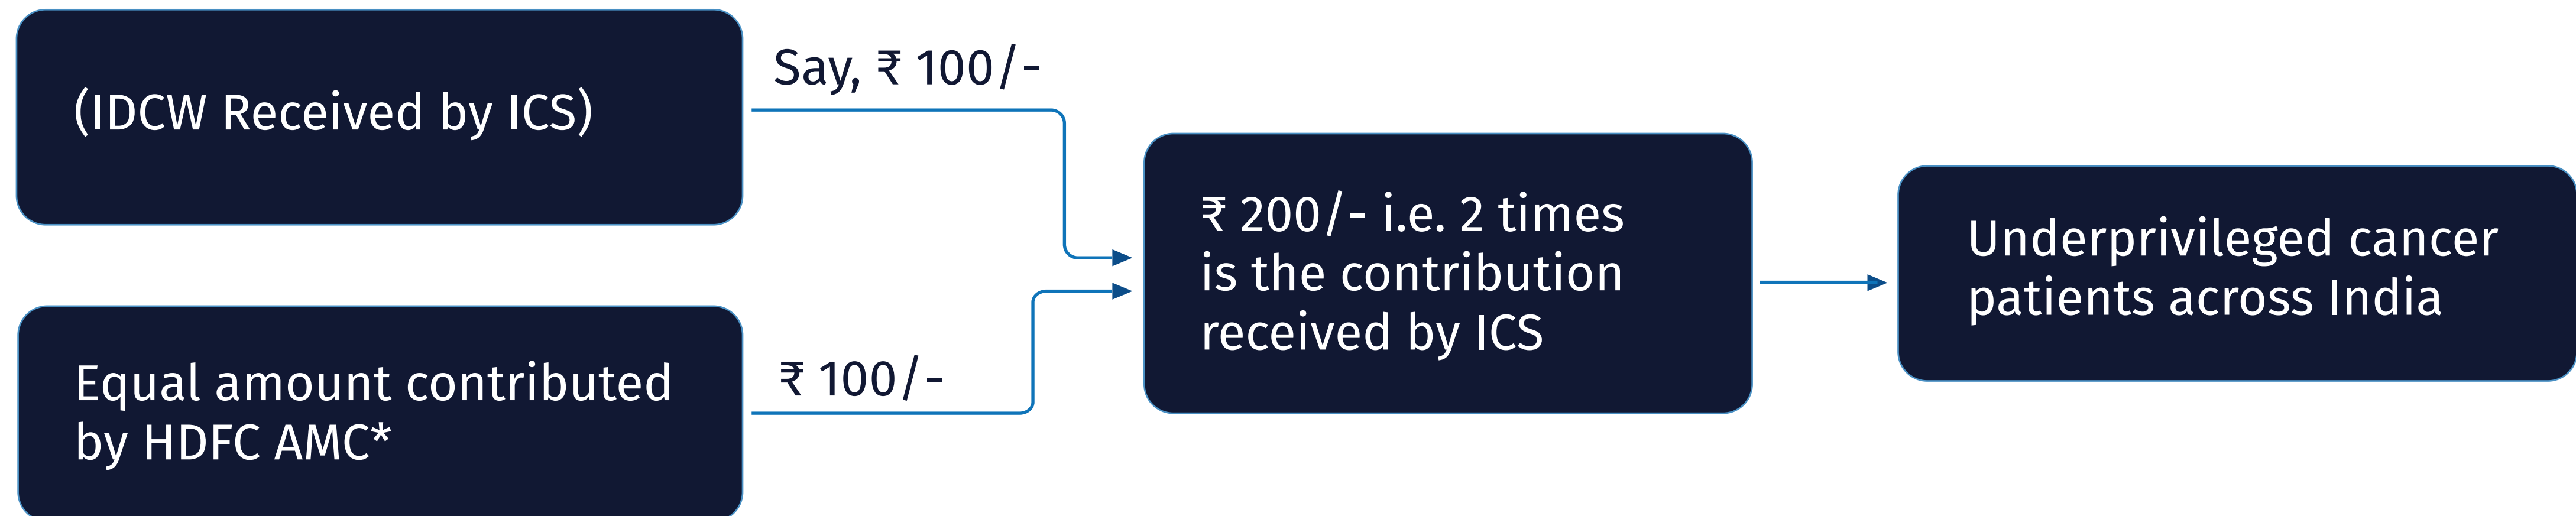 (IDCW Received by ICS)
Say, ₹ 100/-
Equal amount contributed
by HDFC AMC*
₹ 100/-
₹ 200/- i.e. 2 times
is the contribution
received by ICS
Underprivileged cancer
patients across India